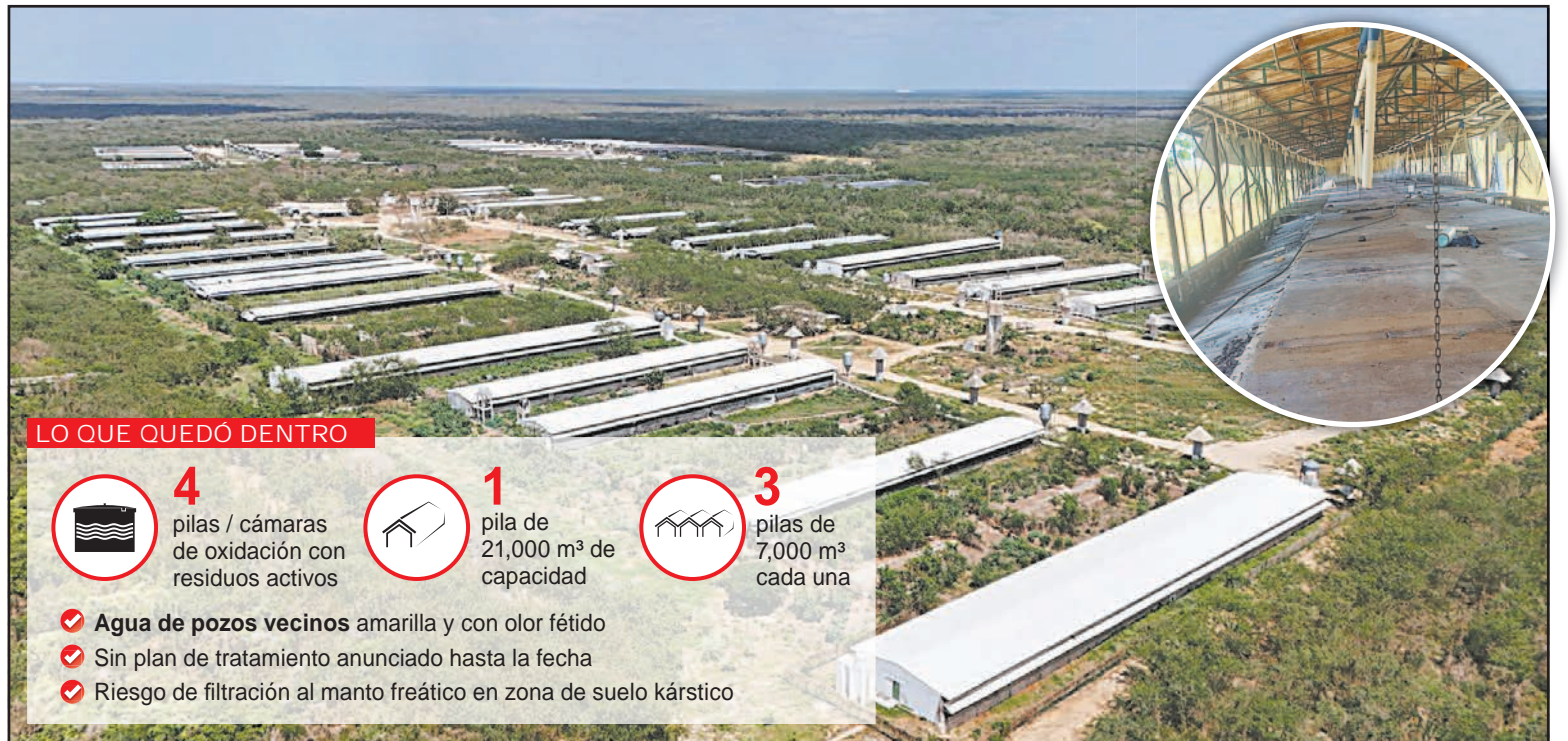 LO QUE QUEDÓ DENTRO
4
pilas / cámaras
de oxidación con
residuos activos
1
pila de
21,000 m³ de
capacidad
3
pilas de
7,000 m³
cada una
Agua de pozos vecinos amarilla y con olor fétido
Sin plan de tratamiento anunciado hasta la fecha
Riesgo de filtración al manto freático en zona de suelo kárstico